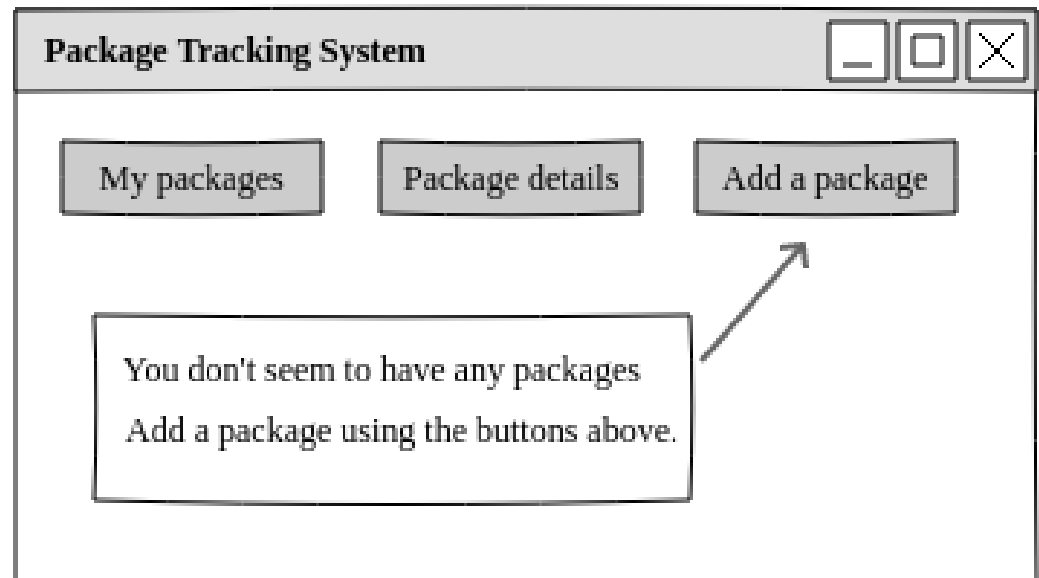 Package Tracking System
My packages
Package details
Add a package
You don't seem to have any packages
Add a package using the buttons above.